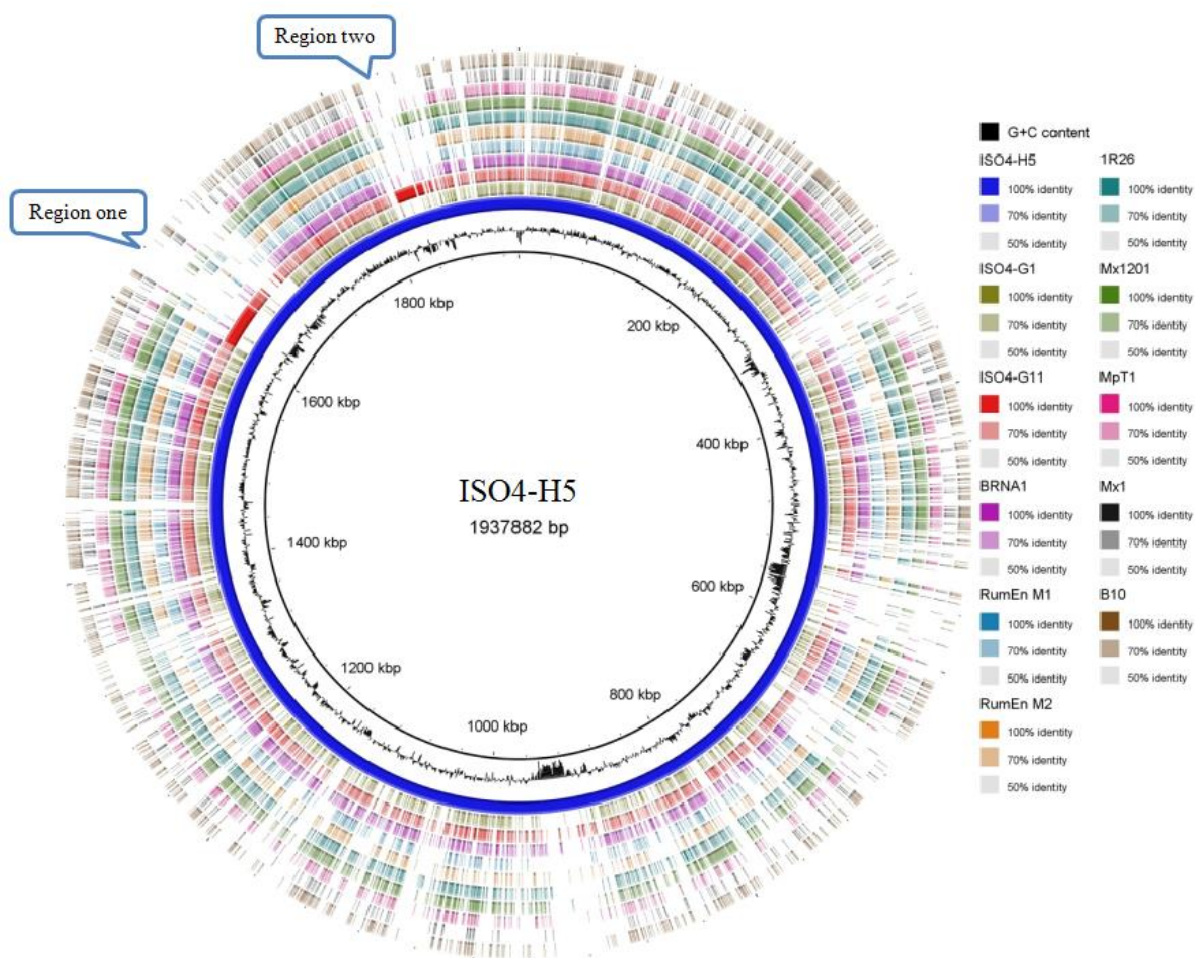 Region two
Region one
1800 kbp
200 kbp
1600 kbp
400 kbp
ISO4-H5
1937882 bp
1400 kbp
600 kbp
1200 kbp
800 kbp
1000 kbp
G+C content
ISO4-H5
100% identity
70% identity
50% identity
ISO4-G1
100% identity
70% identity
50% identity
ISO4-G11
100% identity
70% identity
50% identity
BRNA1
100% identity
70% identity
50% identity
RumEn M1
100% identity
70% identity
50% identity
RumEn M2
100% identity
70% identity
50% identity
1R26
100% identity
70% identity
50% identity
Mx1201
100% identity
70% identity
50% identity
MpT1
100% identity
70% identity
50% identity
Mx1
100% identity
70% identity
50% identity
B10
100% identity
70% identity
50% identity